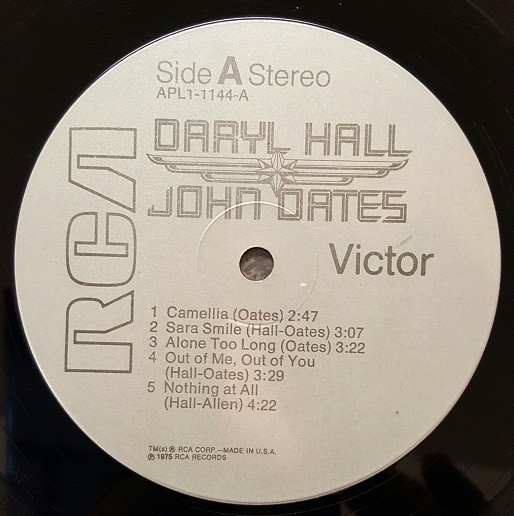 Side A Stereo
APL1-1144-A
DARYL HALL
JOHN OATES
RCA
Victor
1 Camellia (Oates) 2:47
2 Sara Smile (Hall-Oates) 3:07
3 Alone Too Long (Oates) 3:22
4 Out of Me, Out of You
(Hall-Oates) 3:29
5 Nothing at All
(Hall-Allen) 4:22
TM(s) ® RCA CORP.—MADE IN U.S.A.
℗ 1975 RCA RECORDS